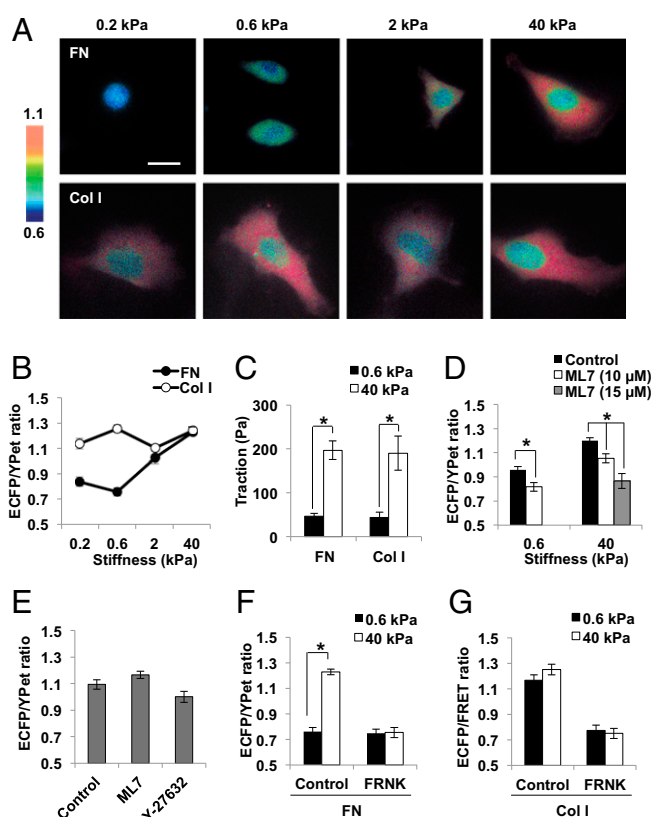 A
0.2 kPa 0.6 kPa 2 kPa 40 kPa
FN
1.1
0.6
Col I
B
FN
Col I
ECFP/YPet ratio
1.5
1.3
1.1
0.9
0.7
0.5
0.2 0.6 2 40
Stiffness (kPa)
C
0.6 kPa
40 kPa
Traction (Pa)
300
200
100
0
* *
FN Col I
D
Control
ML7 (10 µM)
ML7 (15 µM)
ECFP/YPet ratio
1.5
1.3
1.1
0.9
0.7
0.5
* *
0.6 40
Stiffness (kPa)
E
ECFP/YPet ratio
1.5
1.3
1.1
0.9
0.7
0.5
Control ML7 Y-27632
F
0.6 kPa
40 kPa
ECFP/YPet ratio
1.5
1.3
1.1
0.9
0.7
0.5
*
Control FRNK
FN
G
0.6 kPa
40 kPa
ECFP/FRET ratio
1.5
1.3
1.1
0.9
0.7
0.5
Control FRNK
Col I